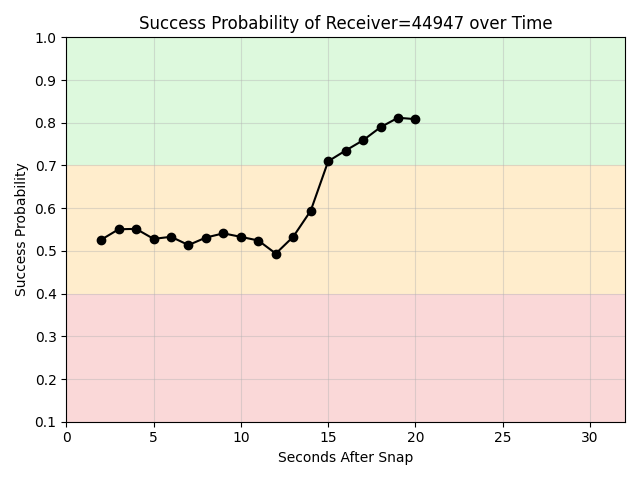 Success Probability of Receiver=44947 over Time
1.0
0.9
0.8
0.7
0.6
0.5
0.4
0.3
0.2
0.1
Success Probability
0 5 10 15 20 25 30
Seconds After Snap